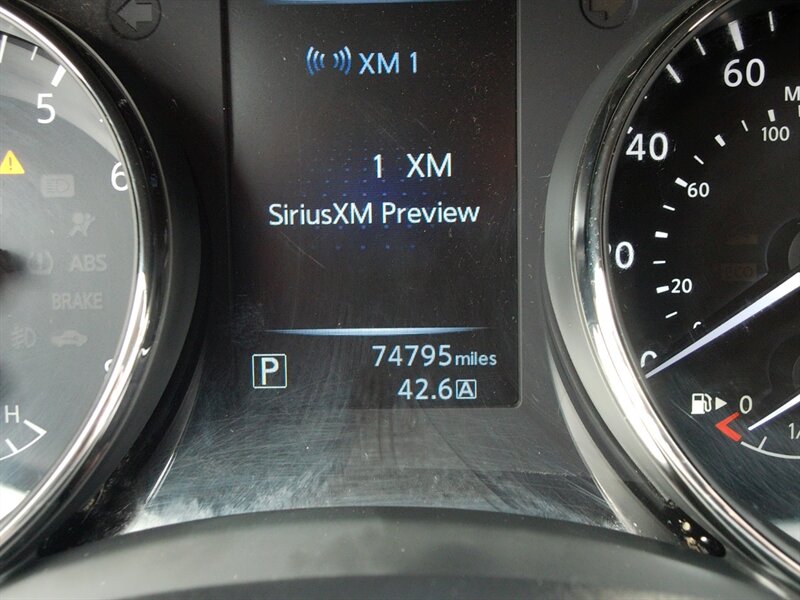 XM 1
1 XM
SiriusXM Preview
P
74795 miles
42.6 A
5
6
ABS
BRAKE
H
60
100
40
60
20
0
0